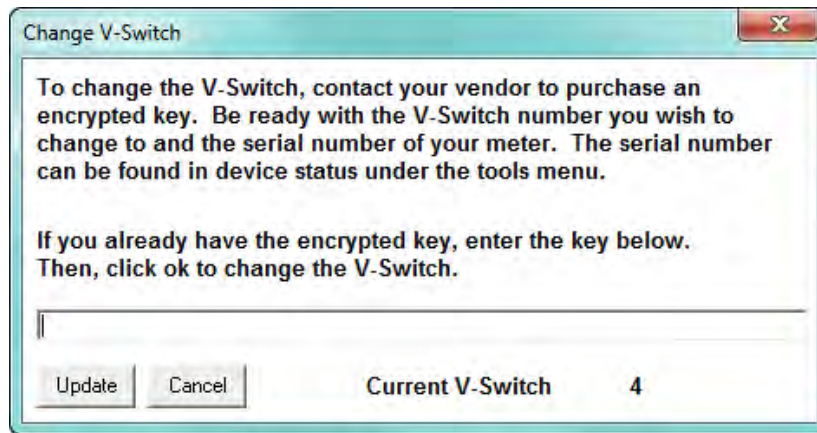 Change V-Switch
To change the V-Switch, contact your vendor to purchase an
encrypted key. Be ready with the V-Switch number you wish to
change to and the serial number of your meter. The serial number
can be found in device status under the tools menu.
If you already have the encrypted key, enter the key below.
Then, click ok to change the V-Switch.
Update Cancel Current V-Switch 4